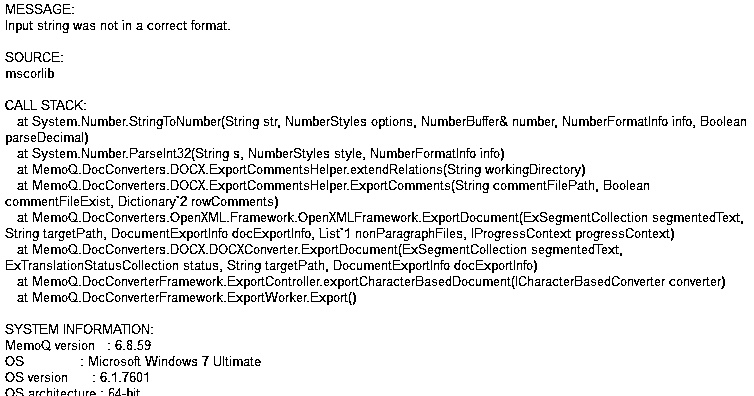 MESSAGE:
Input string was not in a correct format.
SOURCE:
mscorlib
CALL STACK:
at System.Number.StringToNumber(String str, NumberStyles options, NumberBuffer& number, NumberFormatInfo info, Boolean
parseDecimal)
at System.Number.ParseInt32(String s, NumberStyles style, NumberFormatInfo info)
at MemoQ.DocConverters.DOCX.ExportCommentsHelper.extendRelations(String workingDirectory)
at MemoQ.DocConverters.DOCX.ExportCommentsHelper.ExportComments(String commentFilePath, Boolean
commentFileExist, Dictionary`2 rowComments)
at MemoQ.DocConverters.OpenXML.Framework.OpenXMLFramework.ExportDocument(ExSegmentCollection segmentedText,
String targetPath, DocumentExportInfo docExportInfo, List`1 nonParagraphFiles, IProgressContext progressContext)
at MemoQ.DocConverters.DOCX.DOCXConverter.ExportDocument(ExSegmentCollection segmentedText,
ExTranslationStatusCollection status, String targetPath, DocumentExportInfo docExportInfo)
at MemoQ.DocConverterFramework.ExportController.exportCharacterBasedDocument(ICharacterBasedConverter converter)
at MemoQ.DocConverterFramework.ExportWorker.Export()
SYSTEM INFORMATION:
MemoQ version : 6.8.59
OS : Microsoft Windows 7 Ultimate
OS version : 6.1.7601
OS architecture : 64-bit